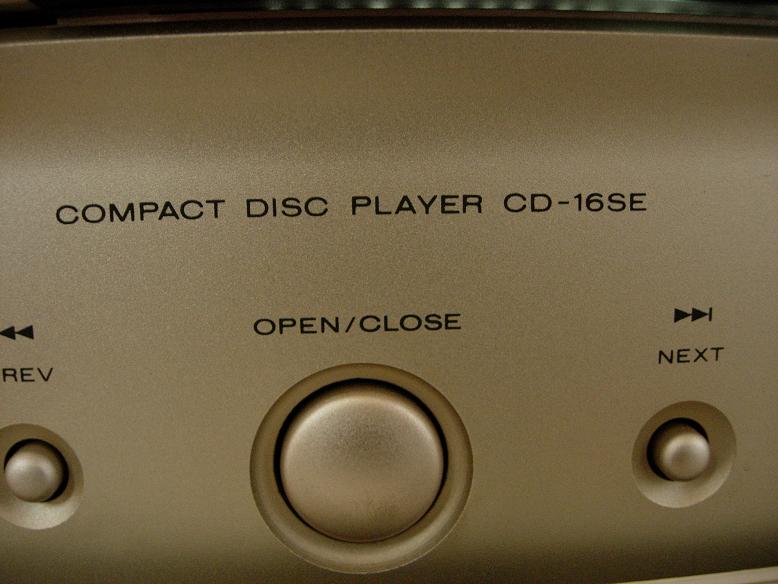 COMPACT DISC PLAYER CD-16SE
OPEN/CLOSE
REV
NEXT